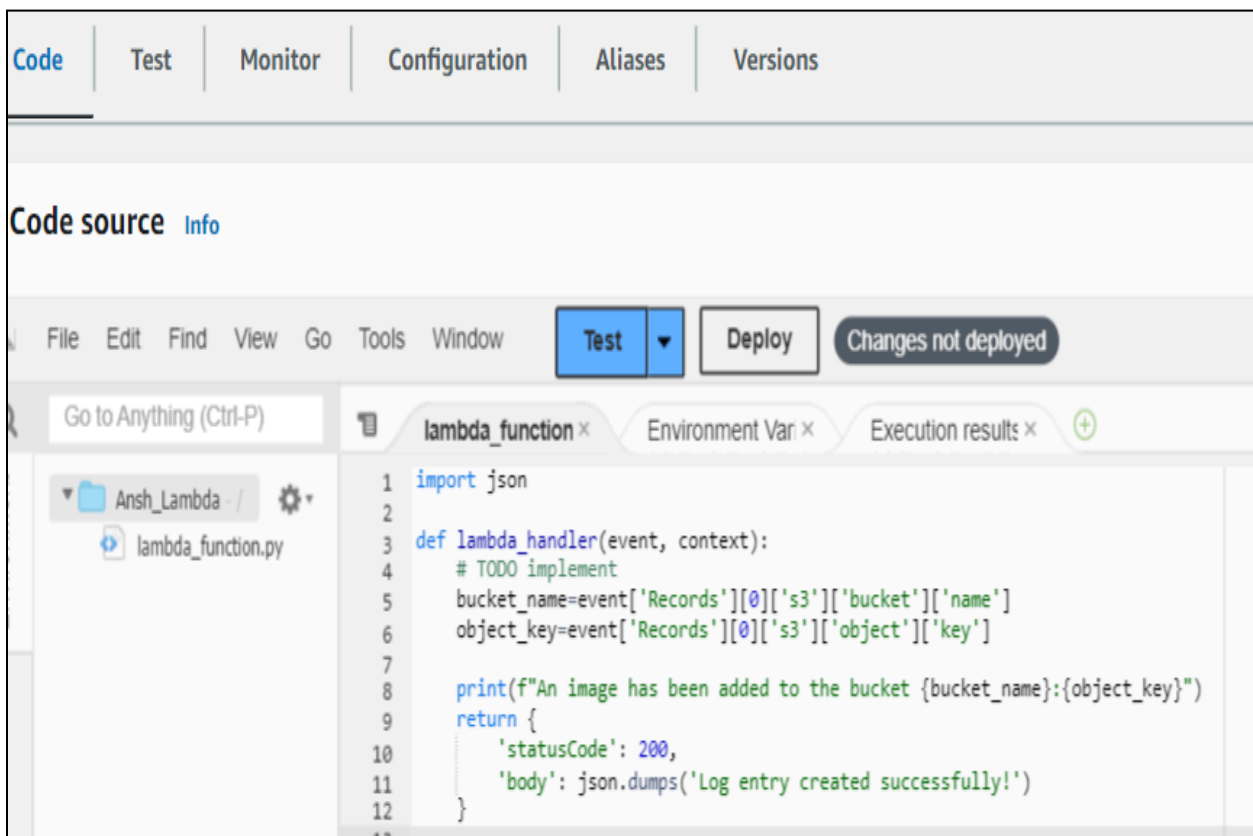 Code Test Monitor Configuration Aliases Versions
Code source Info
File Edit Find View Go Tools Window Test Deploy Changes not deployed
Go to Anything (Ctrl-P) lambda_function × Environment Vari × Execution results ×
Ansh_Lambda - /
lambda_function.py
1 import json
2
3 def lambda_handler(event, context):
4 # TODO implement
5 bucket_name=event['Records'][0]['s3']['bucket']['name']
6 object_key=event['Records'][0]['s3']['object']['key']
7
8 print(f"An image has been added to the bucket {bucket_name}:{object_key}")
9 return {
10 'statusCode': 200,
11 'body': json.dumps('Log entry created successfully!')
12 }